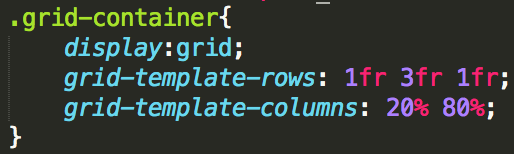 .grid-container{
display:grid;
grid-template-rows: 1fr 3fr 1fr;
grid-template-columns: 20% 80%;
}